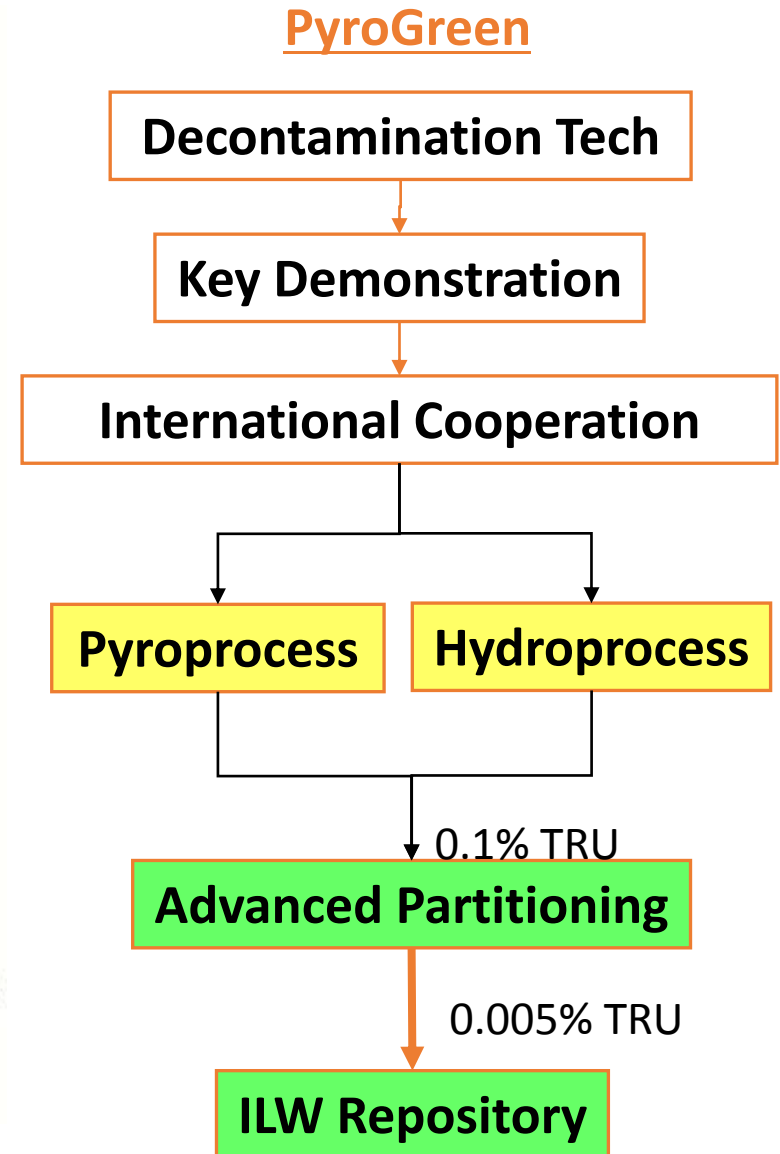 PyroGreen
Decontamination Tech
Key Demonstration
International Cooperation
Pyroprocess
Hydroprocess
0.1% TRU
Advanced Partitioning
0.005% TRU
ILW Repository